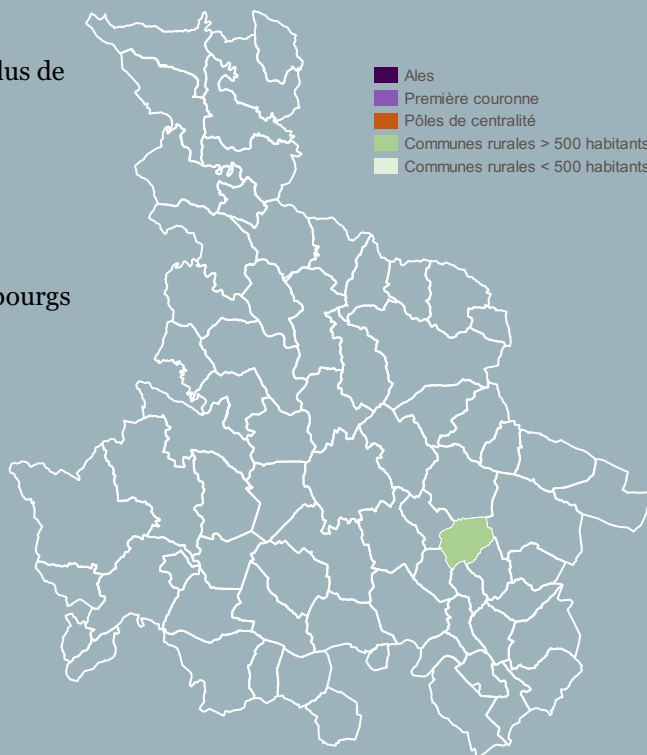 lus de
bourgs
Ales
Première couronne
Pôles de centralité
Communes rurales > 500 habitants
Communes rurales < 500 habitants